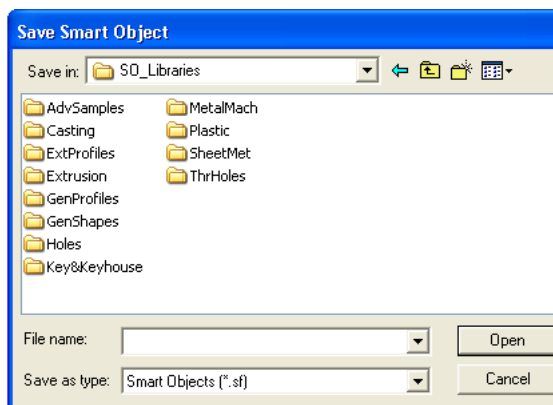 Save Smart Object
Save in: SO_Libraries
AdvSamples
Casting
ExtProfiles
Extrusion
GenProfiles
GenShapes
Holes
Key&Keyhouse
MetalMach
Plastic
SheetMet
ThrHoles
File name:
Open
Save as type: Smart Objects (*.sf)
Cancel